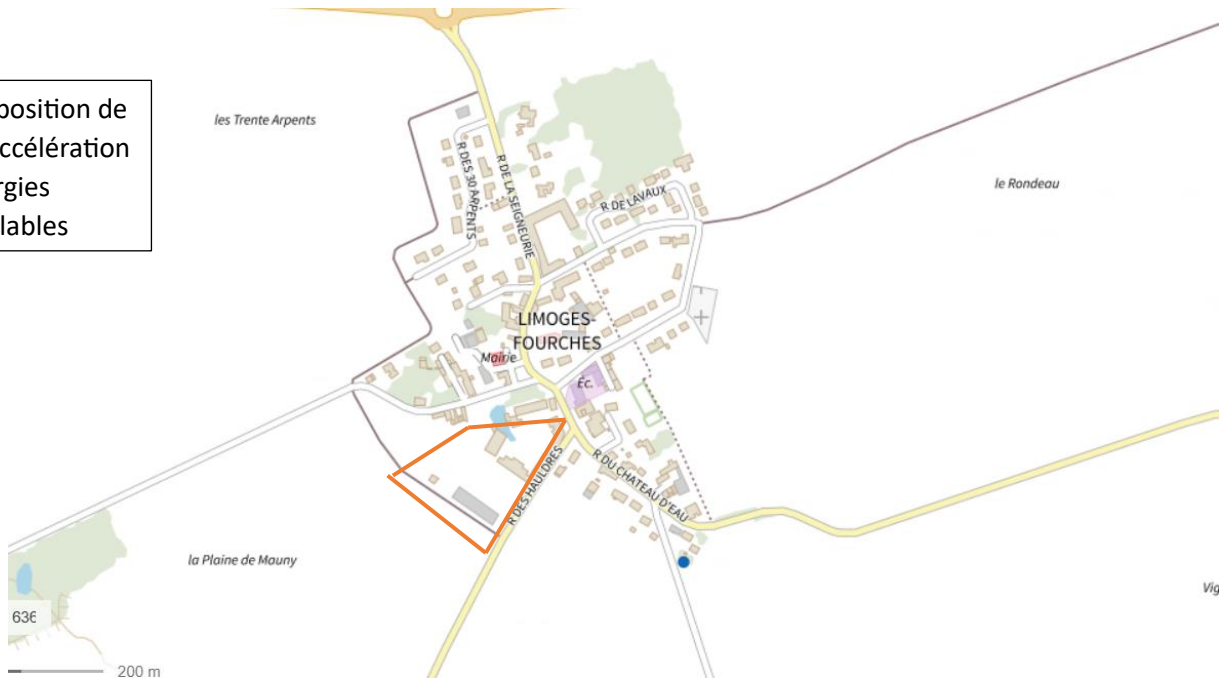 position de
ccélération
rgies
lables
les Trente Arpents
R DES 30 ARPENTS
R DE LA SEIGNEURIE
R DE LAVAUX
le Rondeau
LIMOGES-
FOURCHES
Mairie
Éc.
R DES HAULDRES
R DU CHATEAU D'EAU
la Plaine de Mauny
Vig
636
200 m